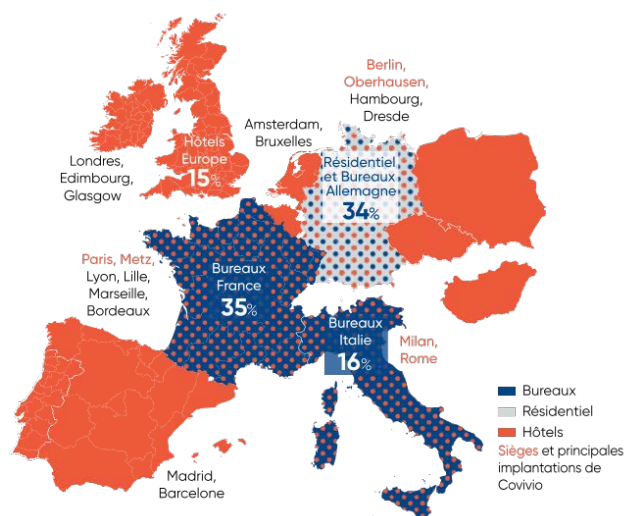 Berlin,
Oberhausen,
Hambourg,
Dresde
Amsterdam,
Bruxelles
Hôtels
Europe
15%
Londres,
Edimbourg,
Glasgow
Résidentiel
et Bureaux
Allemagne
34%
Paris, Metz,
Lyon, Lille,
Marseille,
Bordeaux
Bureaux
France
35%
Bureaux
Italie
16%
Milan,
Rome
Madrid,
Barcelone
Bureaux
Résidentiel
Hôtels
Sièges et principales
implantations de
Covivio